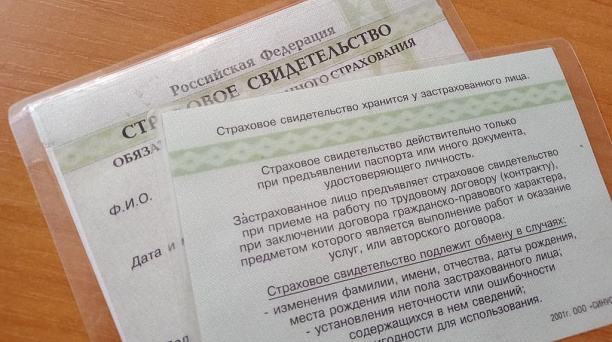 Российская Федерация
СТРАХОВОЕ СВИДЕТЕЛЬСТВО
СТРАХОВАНИЯ
Ф.И.О.
Дата и
Страховое свидетельство хранится у застрахованного лица.
Страховое свидетельство действительно только
при предъявлении паспорта или иного документа,
удостоверяющего личность.
Застрахованное лицо предъявляет страховое свидетельство
при приеме на работу по трудовому договору (контракту),
при заключении договора гражданско-правового характера,
предметом которого является выполнение работ и оказание
услуг, или авторского договора.
Страховое свидетельство подлежит обмену в случаях:
- изменения фамилии, имени, отчества, даты рождения,
места рождения или пола застрахованного лица;
- установления неточности или ошибочности
содержащихся в нем сведений;
для использования.
2001г. ООО